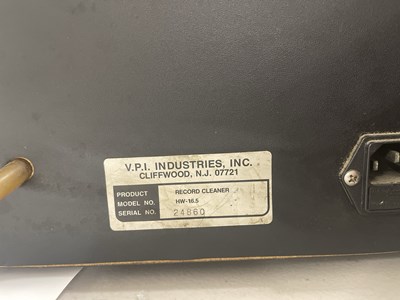 V.P.I. INDUSTRIES, INC.
CLIFFWOOD, N.J. 07721
PRODUCT RECORD CLEANER
MODEL NO. HW-16.5
SERIAL NO. 24860